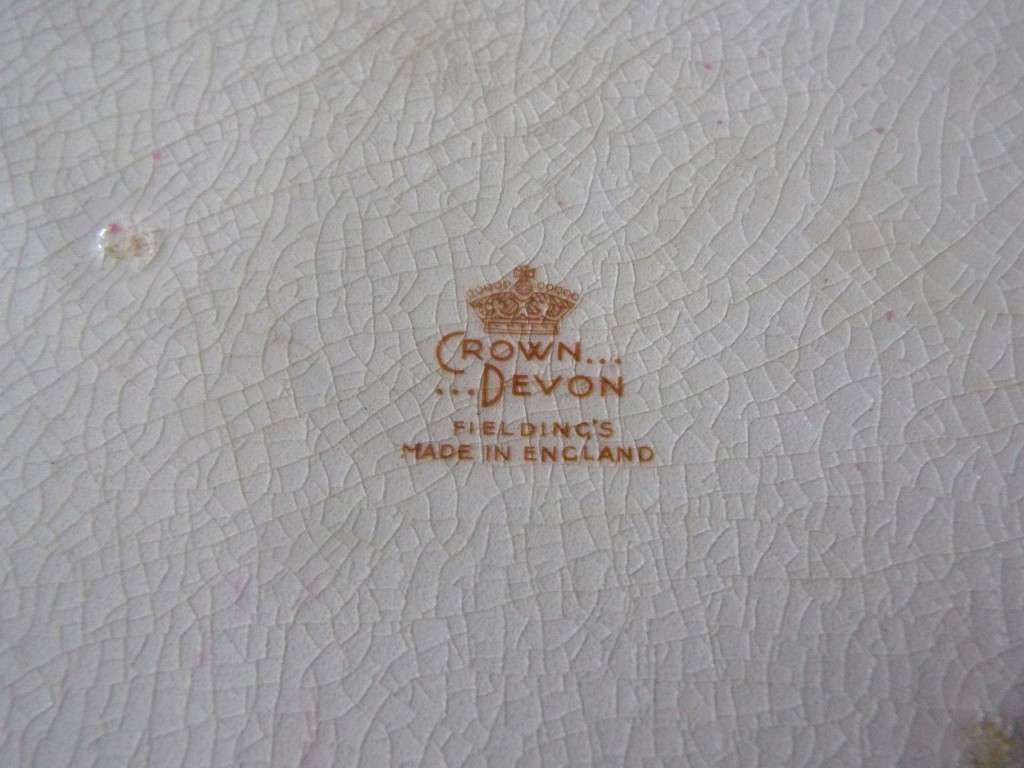 CROWN....
...DEVON
FIELDING'S
MADE IN ENGLAND